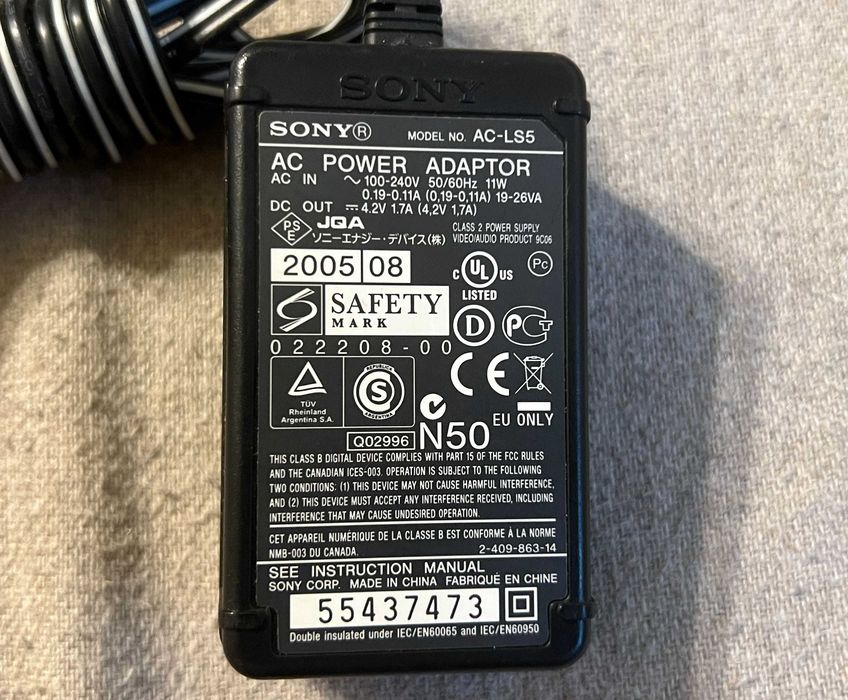 SONY
SONY® MODEL NO. AC-LS5
AC POWER ADAPTOR
AC IN ～100-240V 50/60Hz 11W
0.19-0.11A (0,19-0,11A) 19-26VA
DC OUT ⎓4.2V 1.7A (4,2V 1,7A)
PS E JQA
ソニーエナジー・デバイス(株)
CLASS 2 POWER SUPPLY
VIDEO/AUDIO PRODUCT 9C06
2005 08
C UL US
LISTED
Pc
SAFETY
MARK
D
022208-00
CE
TÜV
Rheinland
Argentina S.A.
REPUBLICA
S
ARGENTINA
EU ONLY
Q02996 N50
THIS CLASS B DIGITAL DEVICE COMPLIES WITH PART 15 OF THE FCC RULES
AND THE CANADIAN ICES-003. OPERATION IS SUBJECT TO THE FOLLOWING
TWO CONDITIONS: (1) THIS DEVICE MAY NOT CAUSE HARMFUL INTERFERENCE,
AND (2) THIS DEVICE MUST ACCEPT ANY INTERFERENCE RECEIVED, INCLUDING
INTERFERENCE THAT MAY CAUSE UNDESIRED OPERATION.
CET APPAREIL NUMÉRIQUE DE LA CLASSE B EST CONFORME À LA NORME
NMB-003 DU CANADA. 2-409-863-14
SEE INSTRUCTION MANUAL
SONY CORP. MADE IN CHINA FABRIQUÉ EN CHINE
55437473
Double insulated under IEC/EN60065 and IEC/EN60950